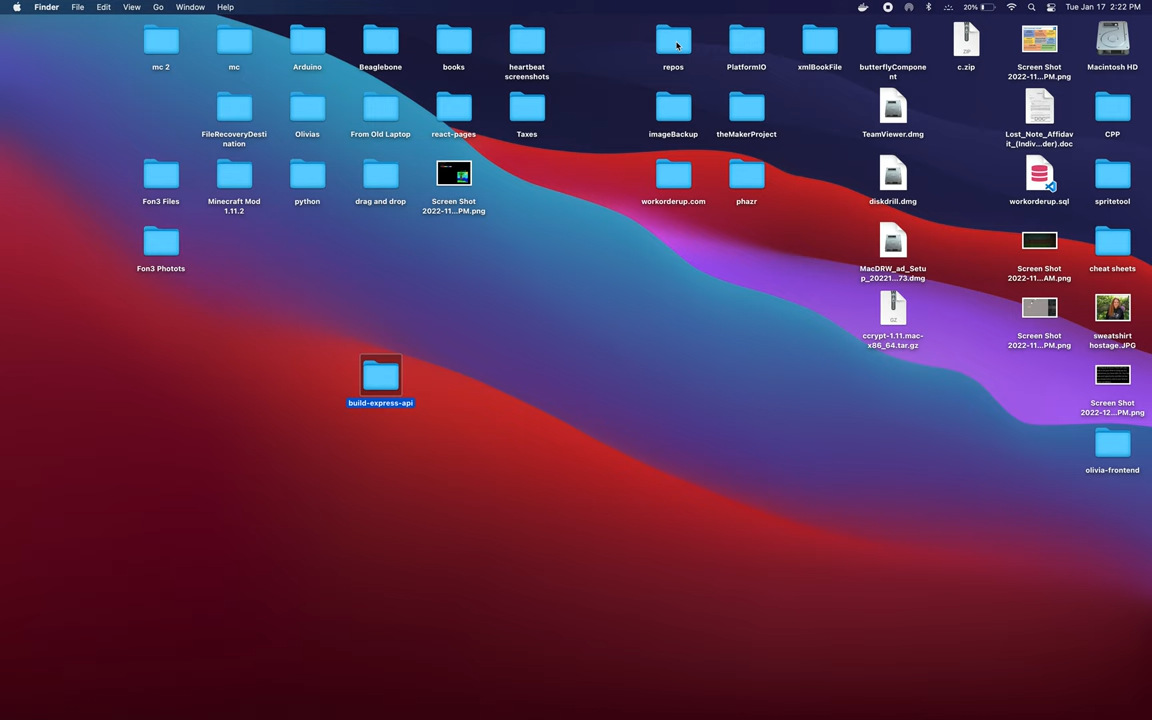 Finder File Edit View Go Window Help 20% Tue Jan 17 2:22 PM
mc 2
mc
Arduino
Beaglebone
books
heartbeat
screenshots
repos
PlatformIO
xmlBookFile
butterflyCompone
nt
c.zip
ZIP
Screen Shot
2022-11...PM.png
Macintosh HD
FileRecoveryDesti
nation
Olivias
From Old Laptop
react-pages
Taxes
imageBackup
theMakerProject
TeamViewer.dmg
Lost_Note_Affidav
it_(Indiv...der).doc
CPP
Fon3 Files
Minecraft Mod
1.11.2
python
drag and drop
Screen Shot
2022-11...PM.png
workorderup.com
phazr
diskdrill.dmg
workorderup.sql
spritetool
Fon3 Photots
MacDRW_ad_Setu
p_20221...73.dmg
Screen Shot
2022-11...AM.png
cheat sheets
GZ
ccrypt-1.11.mac-
x86_64.tar.gz
Screen Shot
2022-11...PM.png
sweatshirt
hostage.JPG
build-express-api
Screen Shot
2022-12...PM.png
olivia-frontend